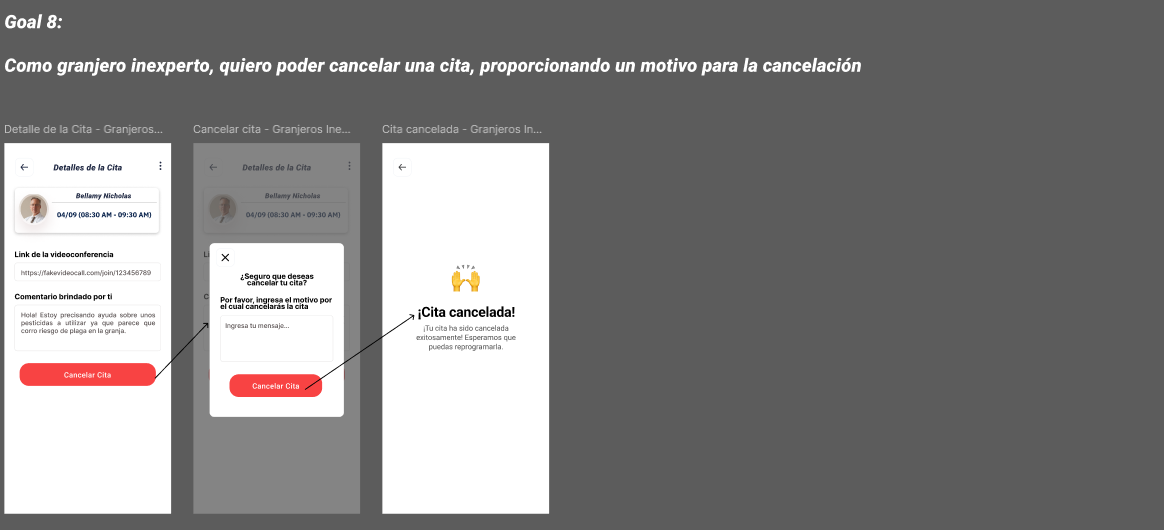 Goal 8:
Como granjero inexperto, quiero poder cancelar una cita, proporcionando un motivo para la cancelación
Detalle de la Cita - Granjeros...
Detalles de la Cita
Bellamy Nicholas
04/09 (08:30 AM - 09:30 AM)
Link de la videoconferencia
https://fakevideocall.com/join/123456789
Comentario brindado por ti
Hola! Estoy precisando ayuda sobre unos
pesticidas a utilizar ya que parece que
corro riesgo de plaga en la granja.
Cancelar Cita
Cancelar cita - Granjeros Ine...
Detalles de la Cita
Bellamy Nicholas
04/09 (08:30 AM - 09:30 AM)
Li
C
¿Seguro que deseas
cancelar tu cita?
Por favor, ingresa el motivo por
el cual cancelarás la cita
Ingresa tu mensaje...
Cancelar Cita
Cita cancelada - Granjeros In...
¡Cita cancelada!
¡Tu cita ha sido cancelada
exitosamente! Esperamos que
puedas reprogramarla.